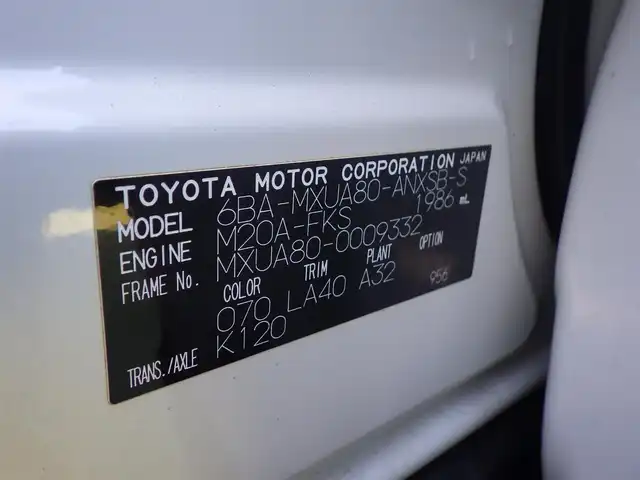 TOYOTA MOTOR CORPORATION JAPAN
MODEL 6BA-MXUA80-ANXSB-S
ENGINE M20A-FKS 1986 mL
FRAME No. MXUA80-0009332
COLOR TRIM PLANT OPTION
070 LA40 A32 956
TRANS./AXLE K120